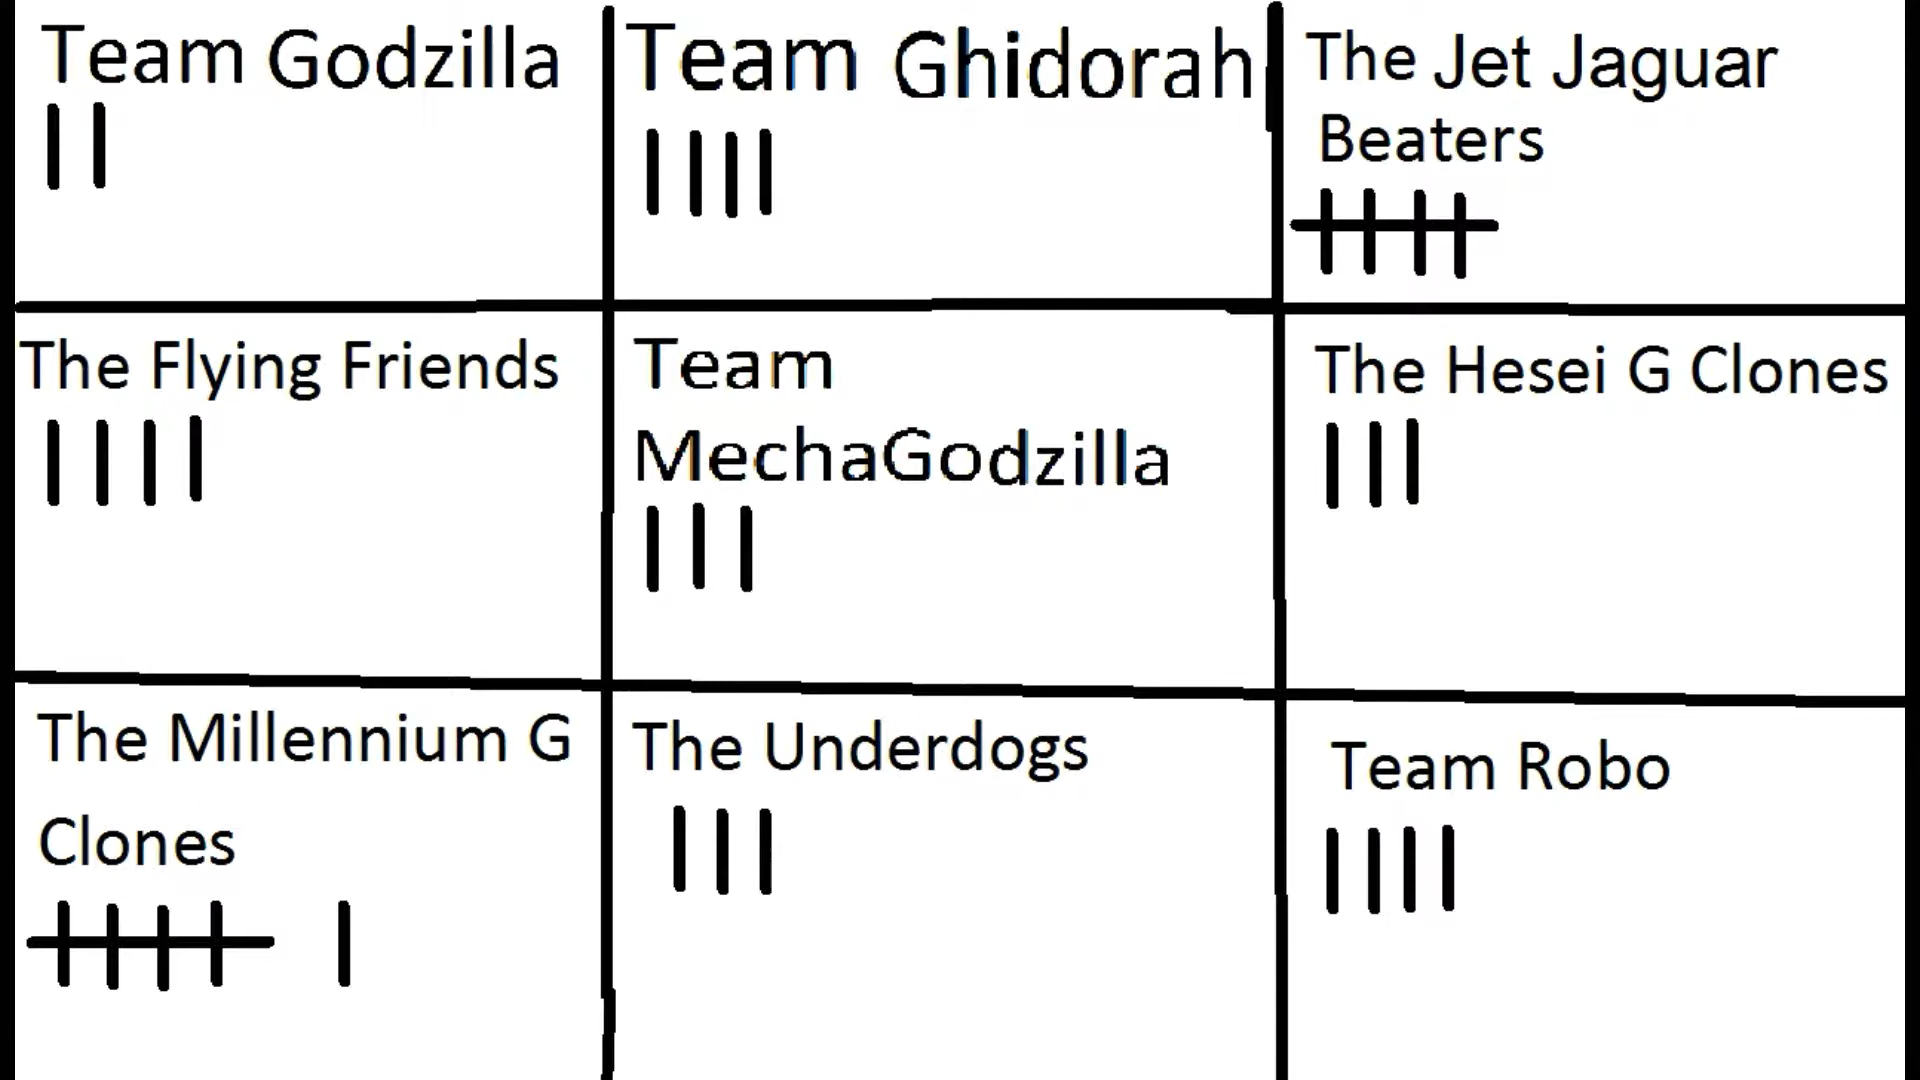 Team Godzilla
Team Ghidorah
The Jet Jaguar
Beaters
The Flying Friends
Team
MechaGodzilla
The Hesei G Clones
The Millennium G
Clones
The Underdogs
Team Robo